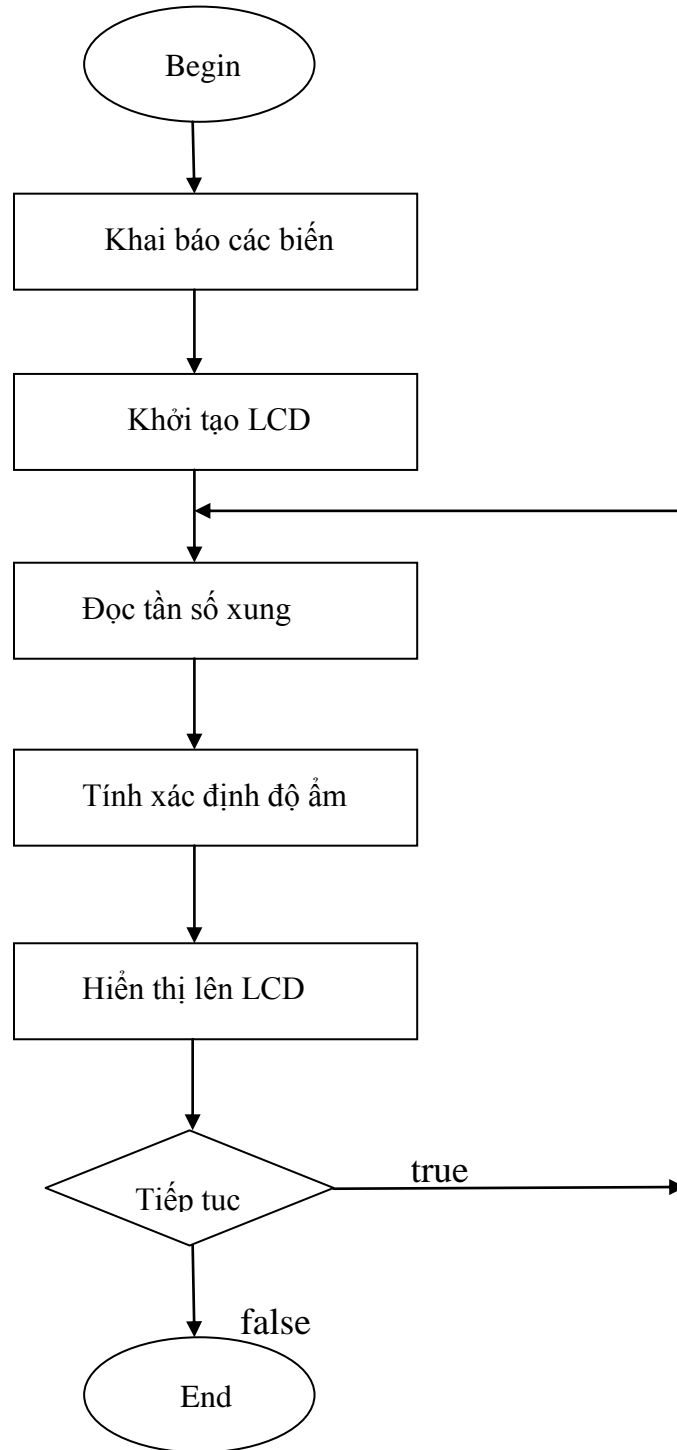 Begin
Khai báo các biến
Khởi tạo LCD
Đọc tần số xung
Tính xác định độ ẩm
Hiển thị lên LCD
Tiếp tục
true
false
End